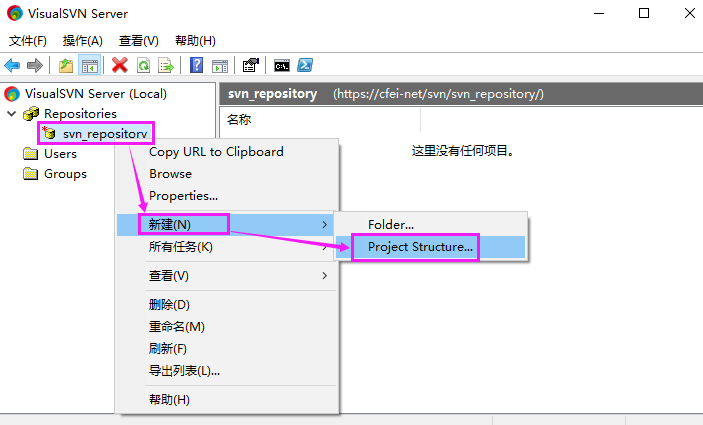 VisualSVN Server
文件(F) 操作(A) 查看(V) 帮助(H)
VisualSVN Server (Local)
Repositories
svn_repository
Users
Groups
svn_repository (https://cfei-net/svn/svn_repository/)
名称
这里没有任何项目。
Copy URL to Clipboard
Browse
Properties...
新建(N)
所有任务(K)
查看(V)
删除(D)
重命名(M)
刷新(F)
导出列表(L)...
帮助(H)
Folder...
Project Structure...